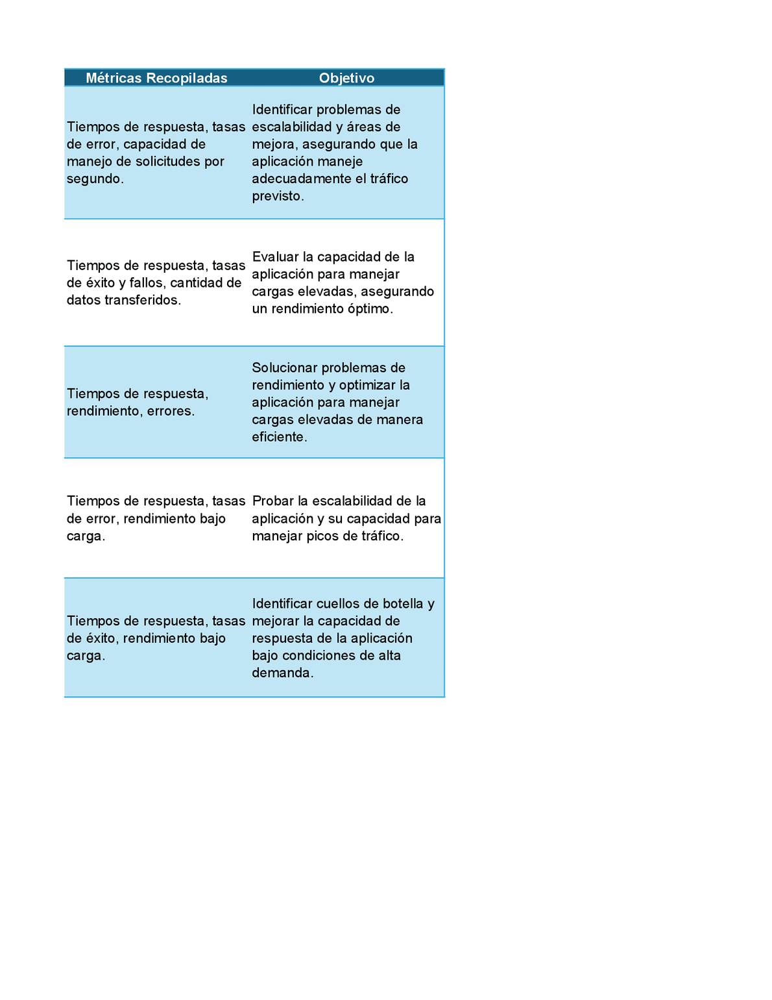 Métricas Recopiladas
Objetivo
Tiempos de respuesta, tasas
de error, capacidad de
manejo de solicitudes por
segundo.
Identificar problemas de
escalabilidad y áreas de
mejora, asegurando que la
aplicación maneje
adecuadamente el tráfico
previsto.
Tiempos de respuesta, tasas
de éxito y fallos, cantidad de
datos transferidos.
Evaluar la capacidad de la
aplicación para manejar
cargas elevadas, asegurando
un rendimiento óptimo.
Tiempos de respuesta,
rendimiento, errores.
Solucionar problemas de
rendimiento y optimizar la
aplicación para manejar
cargas elevadas de manera
eficiente.
Tiempos de respuesta, tasas
de error, rendimiento bajo
carga.
Probar la escalabilidad de la
aplicación y su capacidad para
manejar picos de tráfico.
Tiempos de respuesta, tasas
de éxito, rendimiento bajo
carga.
Identificar cuellos de botella y
mejorar la capacidad de
respuesta de la aplicación
bajo condiciones de alta
demanda.